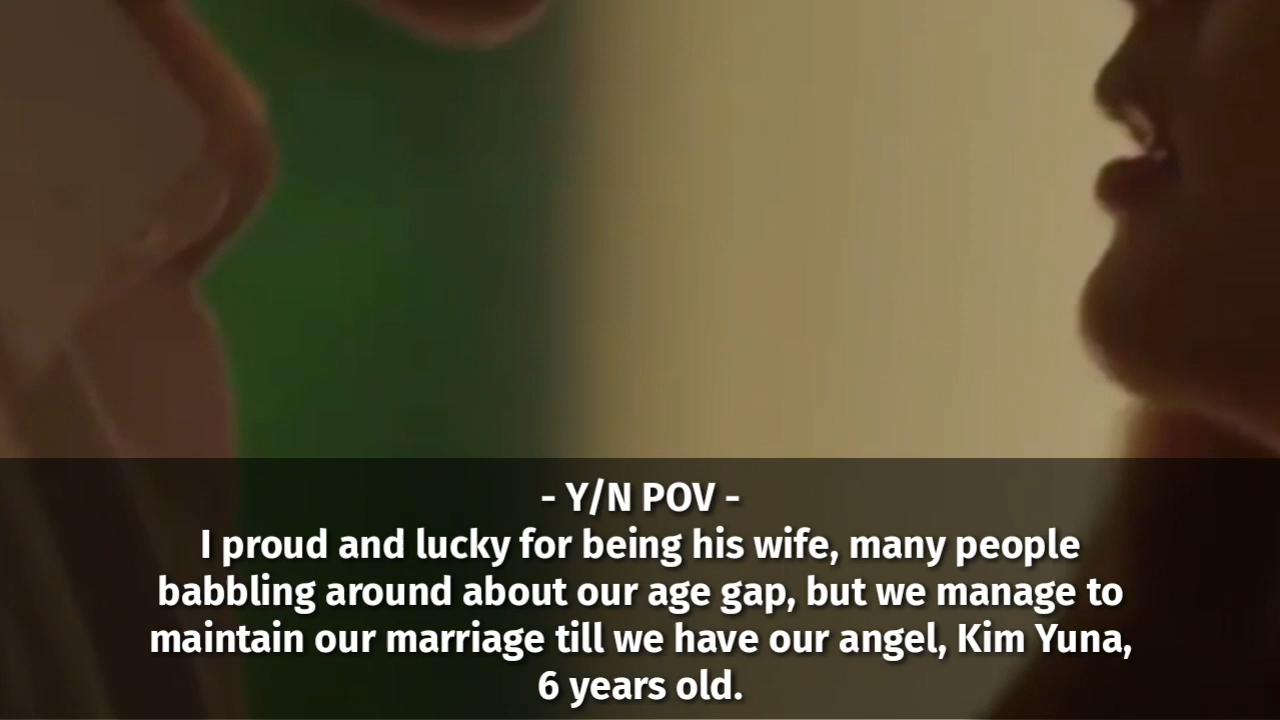 - Y/N POV -
I proud and lucky for being his wife, many people
babbling around about our age gap, but we manage to
maintain our marriage till we have our angel, Kim Yuna,
6 years old.